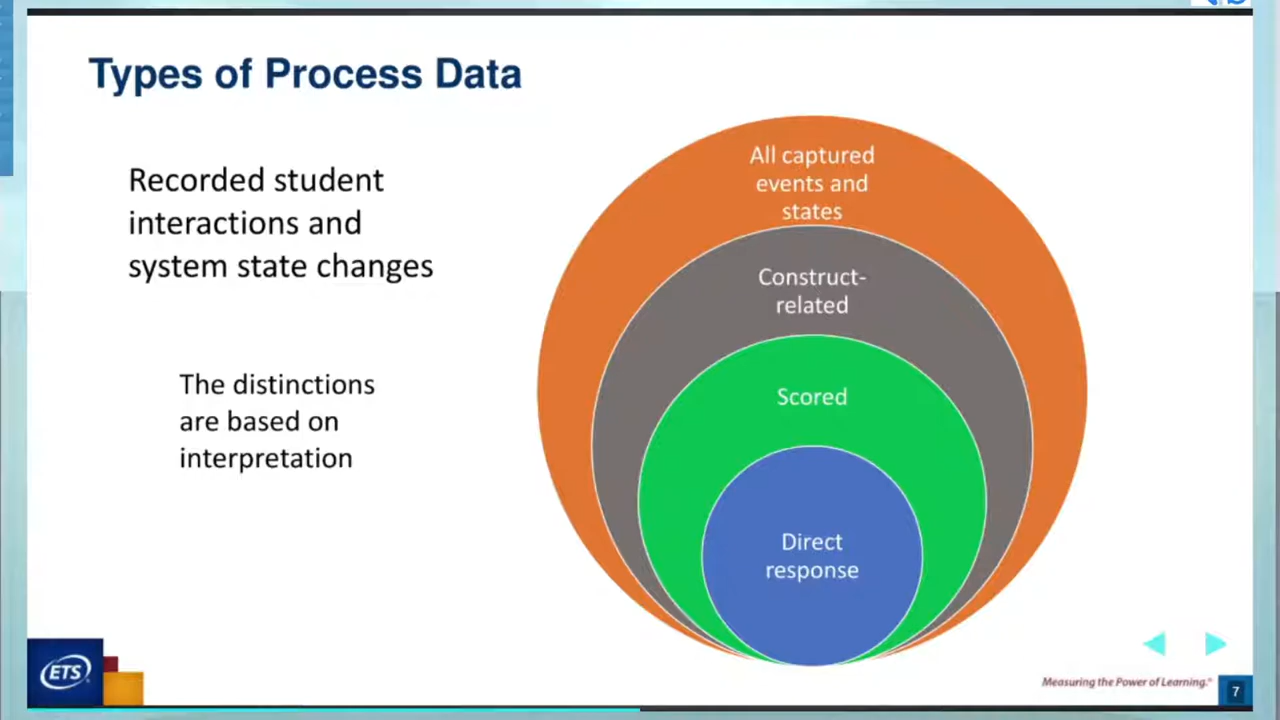 Types of Process Data
Recorded student
interactions and
system state changes
The distinctions
are based on
interpretation
All captured
events and
states
Construct-
related
Scored
Direct
response
ETS
Measuring the Power of Learning.®
7